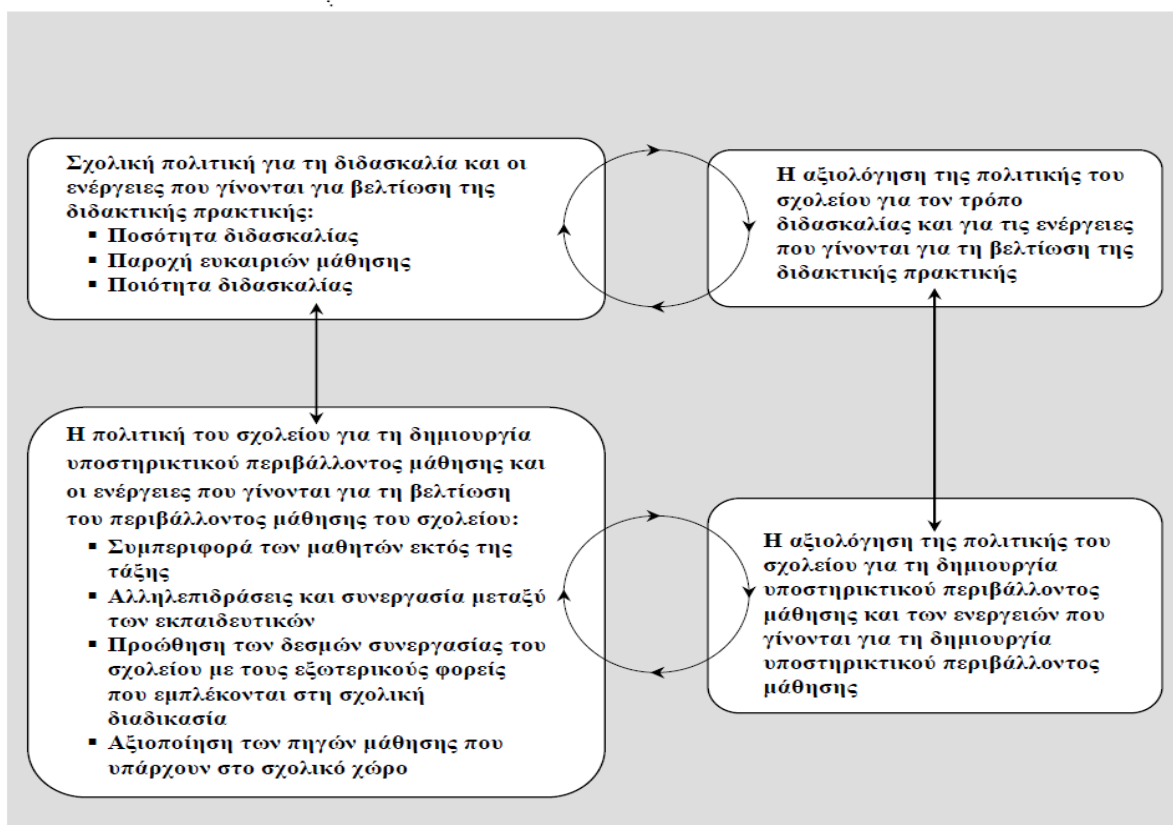 Σχολική πολιτική για τη διδασκαλία και οι
ενέργειες που γίνονται για βελτίωση της
διδακτικής πρακτικής:
▪ Ποσότητα διδασκαλίας
▪ Παροχή ευκαιριών μάθησης
▪ Ποιότητα διδασκαλίας
Η αξιολόγηση της πολιτικής του
σχολείου για τον τρόπο
διδασκαλίας και για τις ενέργειες
που γίνονται για τη βελτίωση της
διδακτικής πρακτικής
Η πολιτική του σχολείου για τη δημιουργία
υποστηρικτικού περιβάλλοντος μάθησης και
οι ενέργειες που γίνονται για τη βελτίωση
του περιβάλλοντος μάθησης του σχολείου:
▪ Συμπεριφορά των μαθητών εκτός της
τάξης
▪ Αλληλεπιδράσεις και συνεργασία μεταξύ
των εκπαιδευτικών
▪ Προώθηση των δεσμών συνεργασίας του
σχολείου με τους εξωτερικούς φορείς
που εμπλέκονται στη σχολική
διαδικασία
▪ Αξιοποίηση των πηγών μάθησης που
υπάρχουν στο σχολικό χώρο
Η αξιολόγηση της πολιτικής του
σχολείου για τη δημιουργία
υποστηρικτικού περιβάλλοντος
μάθησης και των ενεργειών που
γίνονται για τη δημιουργία
υποστηρικτικού περιβάλλοντος
μάθησης